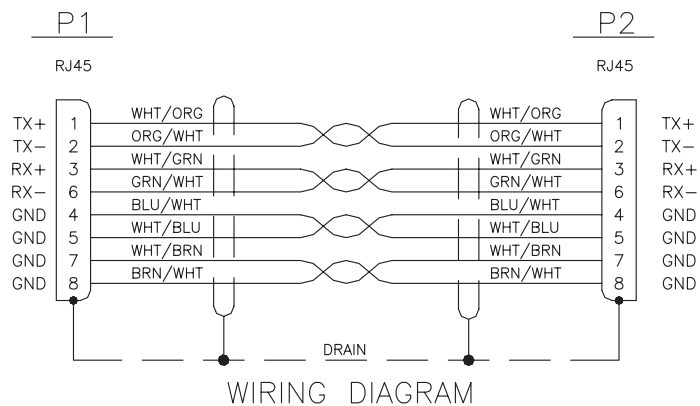 P1 P2
RJ45 RJ45
WHT/ORG WHT/ORG
TX+ 1 1 TX+
ORG/WHT ORG/WHT
TX− 2 2 TX−
WHT/GRN WHT/GRN
RX+ 3 3 RX+
GRN/WHT GRN/WHT
RX− 6 6 RX−
BLU/WHT BLU/WHT
GND 4 4 GND
WHT/BLU WHT/BLU
GND 5 5 GND
WHT/BRN WHT/BRN
GND 7 7 GND
BRN/WHT BRN/WHT
GND 8 8 GND
DRAIN
WIRING DIAGRAM